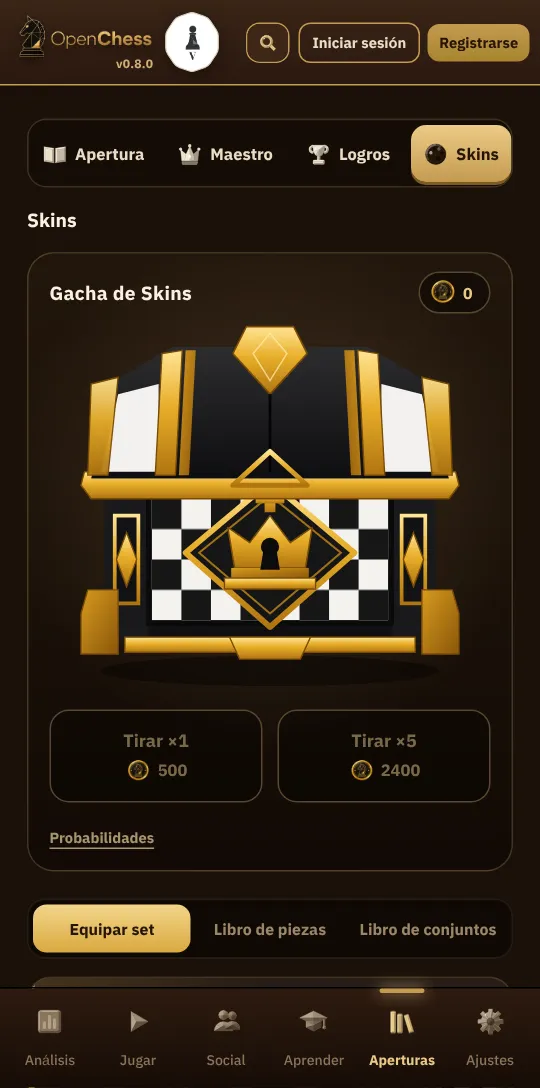 OpenChess
v0.8.0
V
Iniciar sesión
Registrarse
Apertura
Maestro
Logros
Skins
Skins
Gacha de Skins
0
Tirar ×1
500
Tirar ×5
2400
Probabilidades
Equipar set
Libro de piezas
Libro de conjuntos
Análisis
Jugar
Social
Aprender
Aperturas
Ajustes